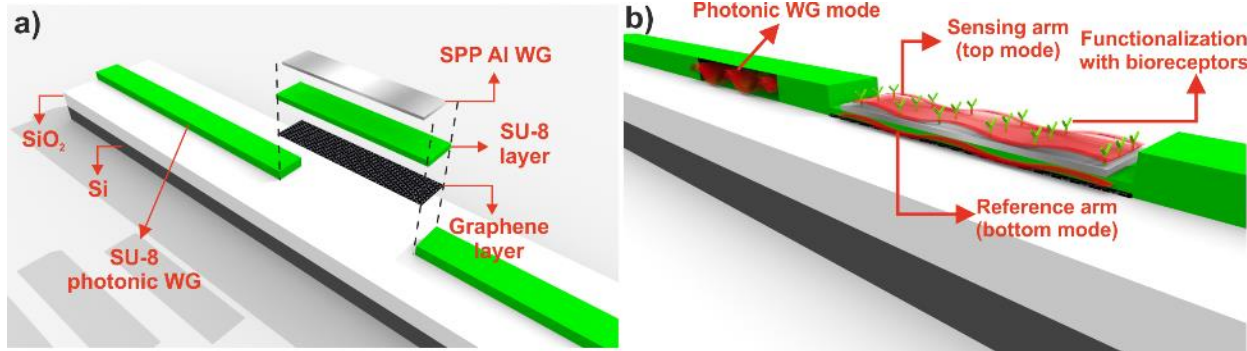 a)
SPP Al WG
SiO2
SU-8
layer
Si
Graphene
layer
SU-8
photonic WG
b)
Photonic WG mode
Sensing arm
(top mode)
Functionalization
with bioreceptors
Reference arm
(bottom mode)